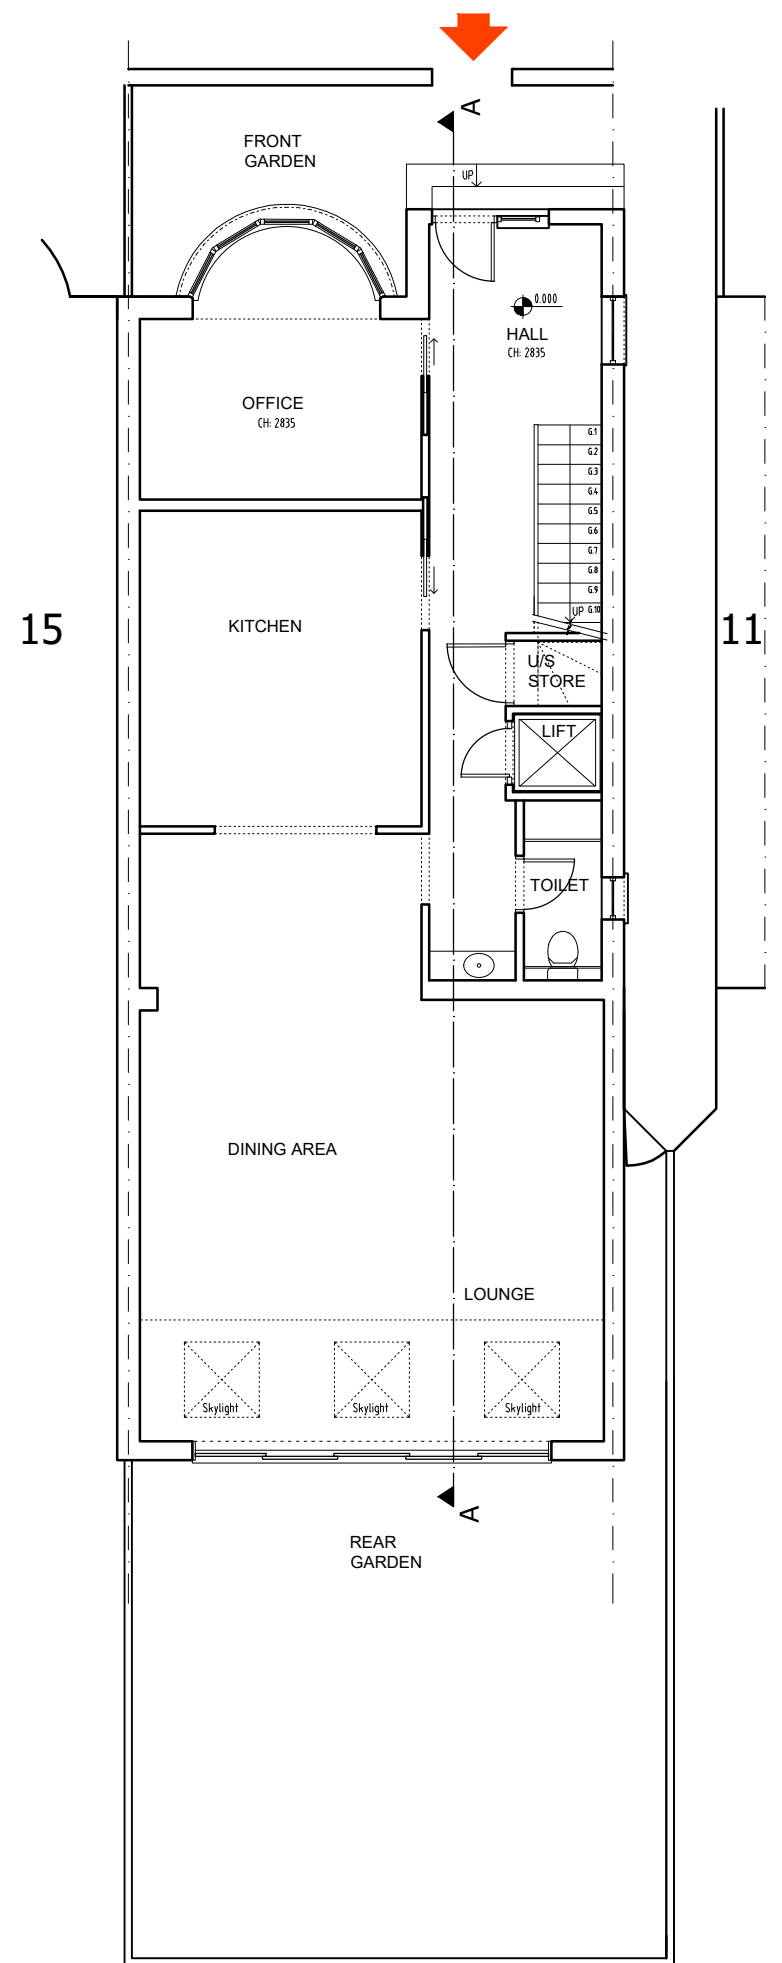 A
FRONT
GARDEN
UP
0.000
HALL
CH: 2835
OFFICE
CH: 2835
G.1
G.2
G.3
G.4
G.5
G.6
G.7
G.8
G.9
UP G.10
15
KITCHEN
11
U/S
STORE
LIFT
TOILET
DINING AREA
LOUNGE
Skylight
Skylight
Skylight
A
REAR
GARDEN